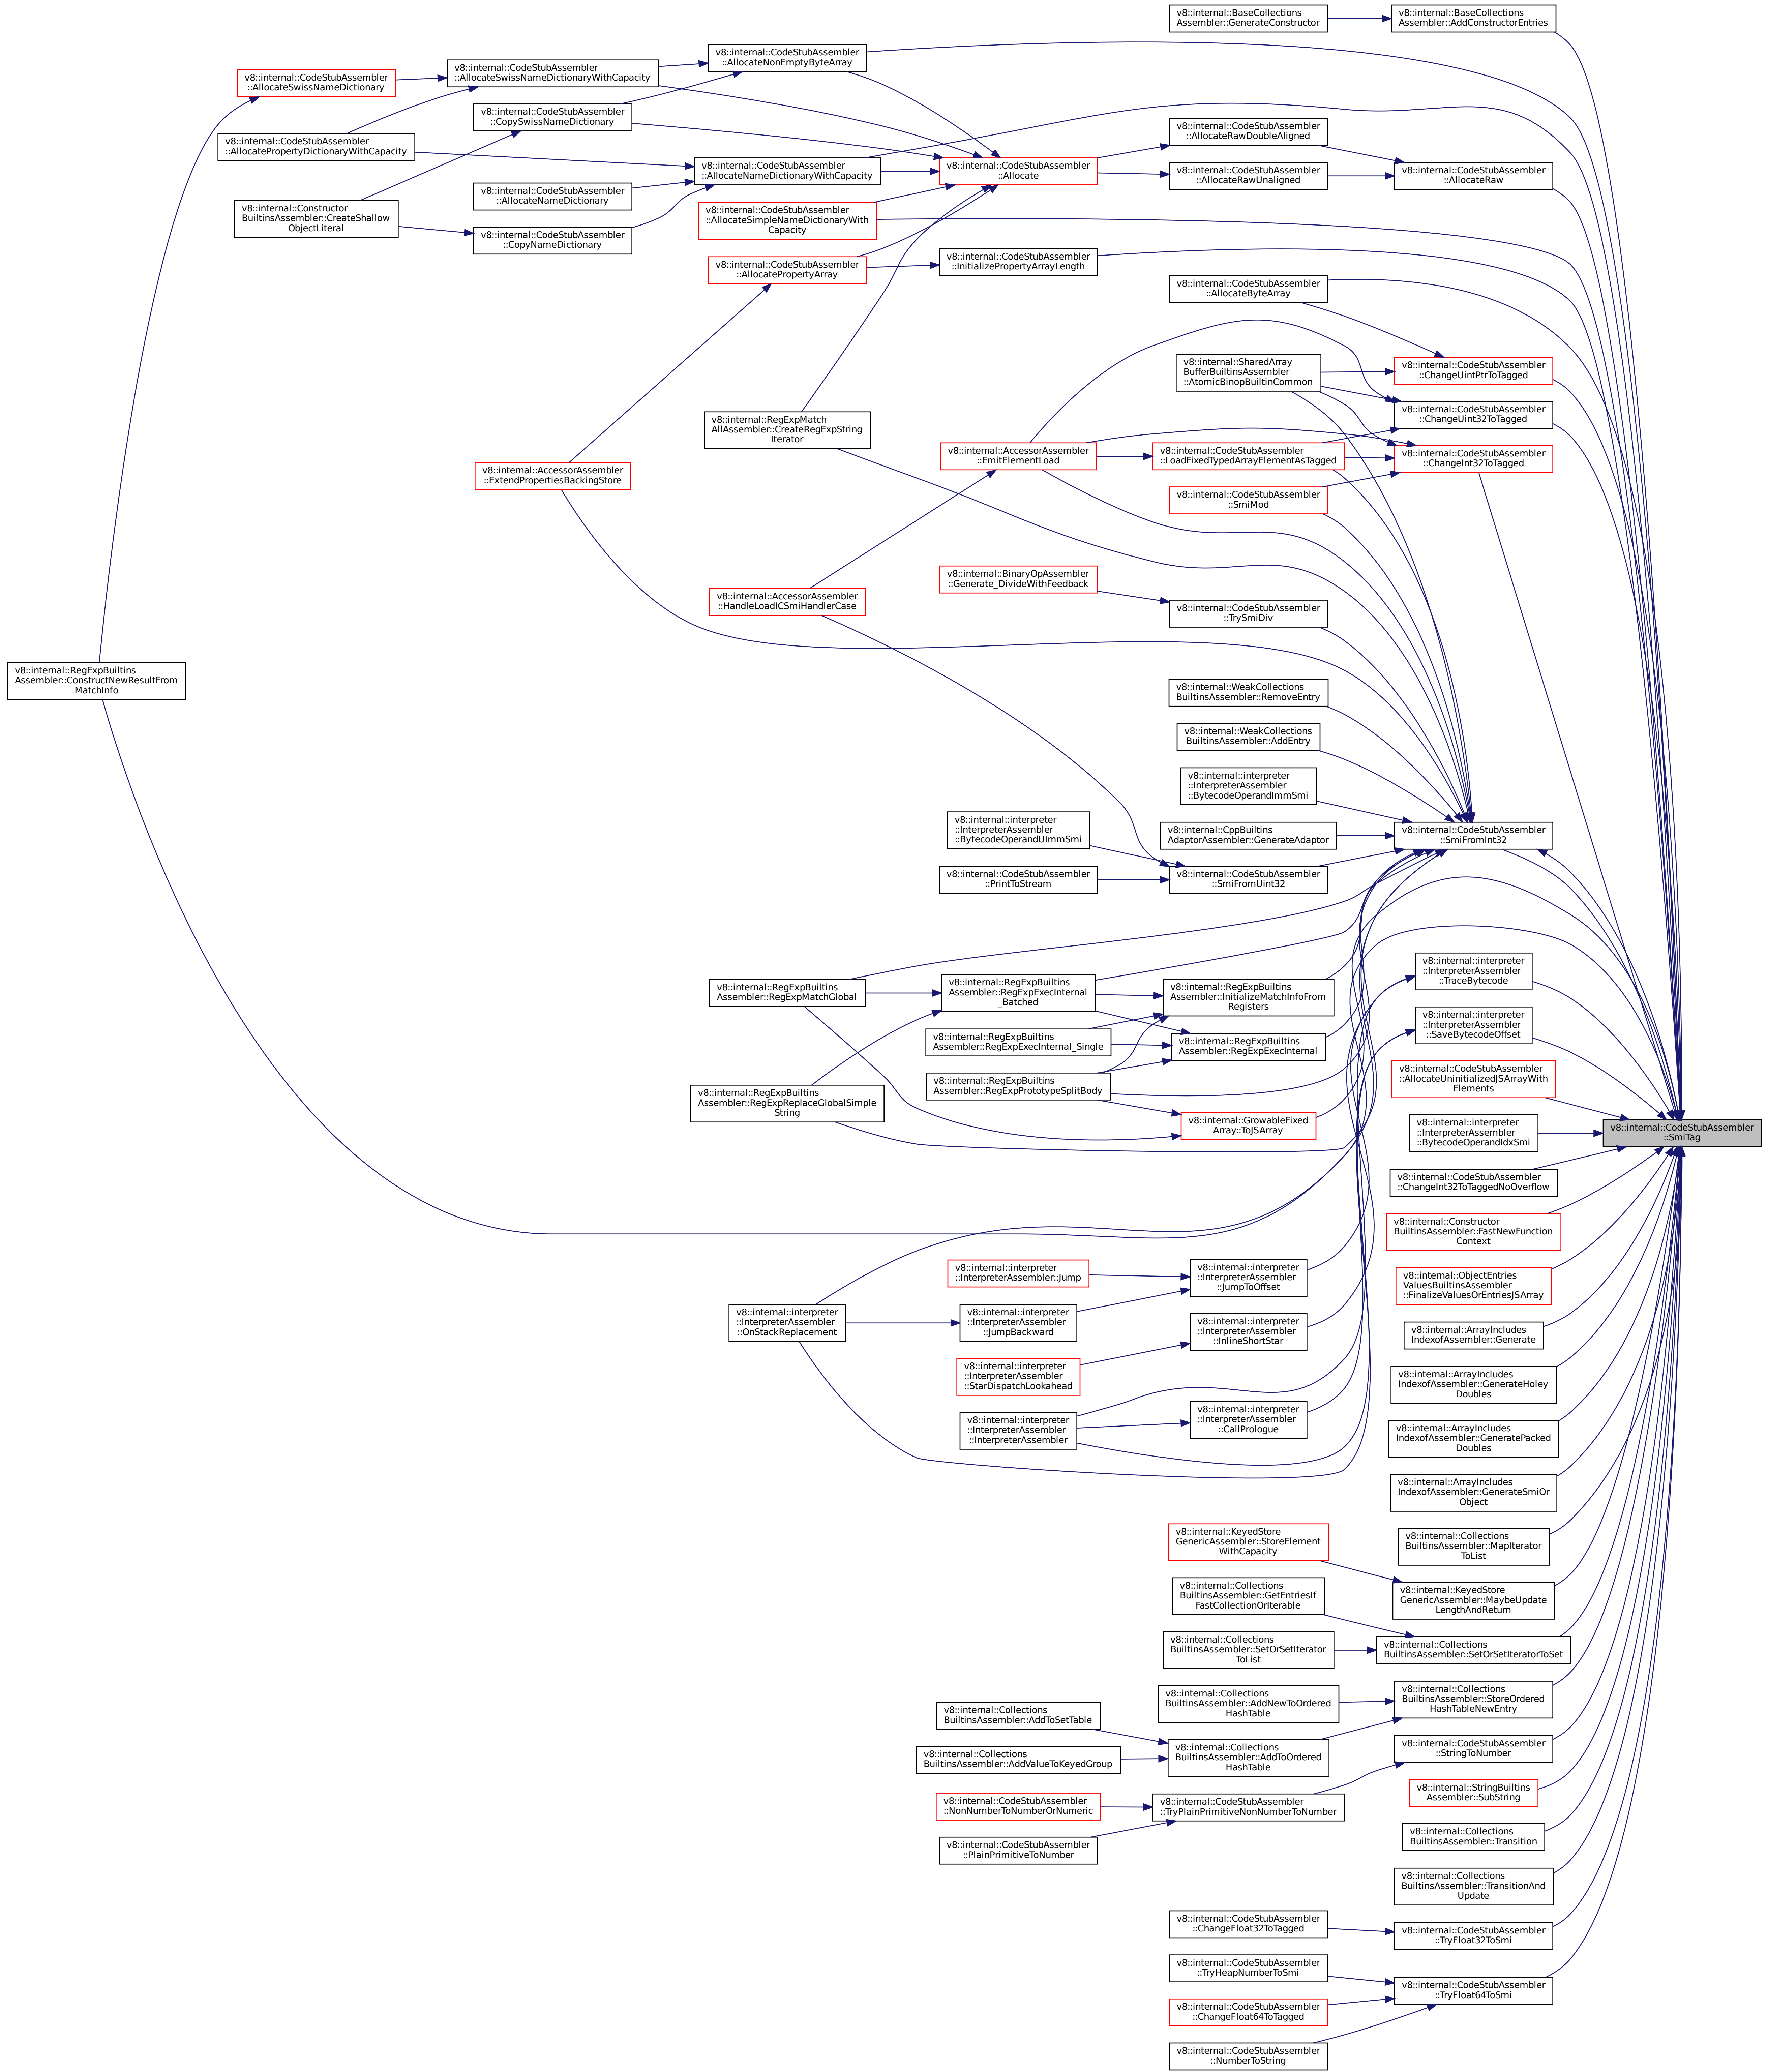 v8::internal::BaseCollections
Assembler::GenerateConstructor
v8::internal::BaseCollections
Assembler::AddConstructorEntries
v8::internal::CodeStubAssembler
::AllocateNonEmptyByteArray
v8::internal::CodeStubAssembler
::AllocateSwissNameDictionaryWithCapacity
v8::internal::CodeStubAssembler
::AllocateSwissNameDictionary
v8::internal::CodeStubAssembler
::CopySwissNameDictionary
v8::internal::CodeStubAssembler
::AllocatePropertyDictionaryWithCapacity
v8::internal::CodeStubAssembler
::AllocateRawDoubleAligned
v8::internal::CodeStubAssembler
::AllocateNameDictionaryWithCapacity
v8::internal::CodeStubAssembler
::Allocate
v8::internal::CodeStubAssembler
::AllocateRawUnaligned
v8::internal::CodeStubAssembler
::AllocateRaw
v8::internal::CodeStubAssembler
::AllocateNameDictionary
v8::internal::Constructor
BuiltinsAssembler::CreateShallow
ObjectLiteral
v8::internal::CodeStubAssembler
::AllocateSimpleNameDictionaryWith
Capacity
v8::internal::CodeStubAssembler
::CopyNameDictionary
v8::internal::CodeStubAssembler
::AllocatePropertyArray
v8::internal::CodeStubAssembler
::InitializePropertyArrayLength
v8::internal::CodeStubAssembler
::AllocateByteArray
v8::internal::SharedArray
BufferBuiltinsAssembler
::AtomicBinopBuiltinCommon
v8::internal::CodeStubAssembler
::ChangeUintPtrToTagged
v8::internal::CodeStubAssembler
::ChangeUint32ToTagged
v8::internal::RegExpMatch
AllAssembler::CreateRegExpString
Iterator
v8::internal::AccessorAssembler
::EmitElementLoad
v8::internal::CodeStubAssembler
::LoadFixedTypedArrayElementAsTagged
v8::internal::CodeStubAssembler
::ChangeInt32ToTagged
v8::internal::AccessorAssembler
::ExtendPropertiesBackingStore
v8::internal::CodeStubAssembler
::SmiMod
v8::internal::BinaryOpAssembler
::Generate_DivideWithFeedback
v8::internal::AccessorAssembler
::HandleLoadICSmiHandlerCase
v8::internal::CodeStubAssembler
::TrySmiDiv
v8::internal::RegExpBuiltins
Assembler::ConstructNewResultFrom
MatchInfo
v8::internal::WeakCollections
BuiltinsAssembler::RemoveEntry
v8::internal::WeakCollections
BuiltinsAssembler::AddEntry
v8::internal::interpreter
::InterpreterAssembler
::BytecodeOperandImmSmi
v8::internal::interpreter
::InterpreterAssembler
::BytecodeOperandUImmSmi
v8::internal::CppBuiltins
AdaptorAssembler::GenerateAdaptor
v8::internal::CodeStubAssembler
::SmiFromInt32
v8::internal::CodeStubAssembler
::PrintToStream
v8::internal::CodeStubAssembler
::SmiFromUint32
v8::internal::RegExpBuiltins
Assembler::RegExpMatchGlobal
v8::internal::RegExpBuiltins
Assembler::RegExpExecInternal
_Batched
v8::internal::RegExpBuiltins
Assembler::InitializeMatchInfoFrom
Registers
v8::internal::interpreter
::InterpreterAssembler
::TraceBytecode
v8::internal::interpreter
::InterpreterAssembler
::SaveBytecodeOffset
v8::internal::RegExpBuiltins
Assembler::RegExpExecInternal_Single
v8::internal::RegExpBuiltins
Assembler::RegExpExecInternal
v8::internal::RegExpBuiltins
Assembler::RegExpPrototypeSplitBody
v8::internal::CodeStubAssembler
::AllocateUninitializedJSArrayWith
Elements
v8::internal::RegExpBuiltins
Assembler::RegExpReplaceGlobalSimple
String
v8::internal::GrowableFixed
Array::ToJSArray
v8::internal::interpreter
::InterpreterAssembler
::BytecodeOperandIdxSmi
v8::internal::CodeStubAssembler
::SmiTag
v8::internal::CodeStubAssembler
::ChangeInt32ToTaggedNoOverflow
v8::internal::Constructor
BuiltinsAssembler::FastNewFunction
Context
v8::internal::interpreter
::InterpreterAssembler::Jump
v8::internal::interpreter
::InterpreterAssembler
::JumpToOffset
v8::internal::ObjectEntries
ValuesBuiltinsAssembler
::FinalizeValuesOrEntriesJSArray
v8::internal::interpreter
::InterpreterAssembler
::OnStackReplacement
v8::internal::interpreter
::InterpreterAssembler
::JumpBackward
v8::internal::interpreter
::InterpreterAssembler
::InlineShortStar
v8::internal::ArrayIncludes
IndexofAssembler::Generate
v8::internal::interpreter
::InterpreterAssembler
::StarDispatchLookahead
v8::internal::ArrayIncludes
IndexofAssembler::GenerateHoley
Doubles
v8::internal::interpreter
::InterpreterAssembler
::InterpreterAssembler
v8::internal::interpreter
::InterpreterAssembler
::CallPrologue
v8::internal::ArrayIncludes
IndexofAssembler::GeneratePacked
Doubles
v8::internal::ArrayIncludes
IndexofAssembler::GenerateSmiOr
Object
v8::internal::KeyedStore
GenericAssembler::StoreElement
WithCapacity
v8::internal::Collections
BuiltinsAssembler::MapIterator
ToList
v8::internal::Collections
BuiltinsAssembler::GetEntriesIf
FastCollectionOrIterable
v8::internal::KeyedStore
GenericAssembler::MaybeUpdate
LengthAndReturn
v8::internal::Collections
BuiltinsAssembler::SetOrSetIterator
ToList
v8::internal::Collections
BuiltinsAssembler::SetOrSetIteratorToSet
v8::internal::Collections
BuiltinsAssembler::AddNewToOrdered
HashTable
v8::internal::Collections
BuiltinsAssembler::StoreOrdered
HashTableNewEntry
v8::internal::Collections
BuiltinsAssembler::AddToSetTable
v8::internal::Collections
BuiltinsAssembler::AddValueToKeyedGroup
v8::internal::Collections
BuiltinsAssembler::AddToOrdered
HashTable
v8::internal::CodeStubAssembler
::StringToNumber
v8::internal::StringBuiltins
Assembler::SubString
v8::internal::CodeStubAssembler
::NonNumberToNumberOrNumeric
v8::internal::CodeStubAssembler
::TryPlainPrimitiveNonNumberToNumber
v8::internal::CodeStubAssembler
::PlainPrimitiveToNumber
v8::internal::Collections
BuiltinsAssembler::Transition
v8::internal::Collections
BuiltinsAssembler::TransitionAnd
Update
v8::internal::CodeStubAssembler
::ChangeFloat32ToTagged
v8::internal::CodeStubAssembler
::TryFloat32ToSmi
v8::internal::CodeStubAssembler
::TryHeapNumberToSmi
v8::internal::CodeStubAssembler
::TryFloat64ToSmi
v8::internal::CodeStubAssembler
::ChangeFloat64ToTagged
v8::internal::CodeStubAssembler
::NumberToString